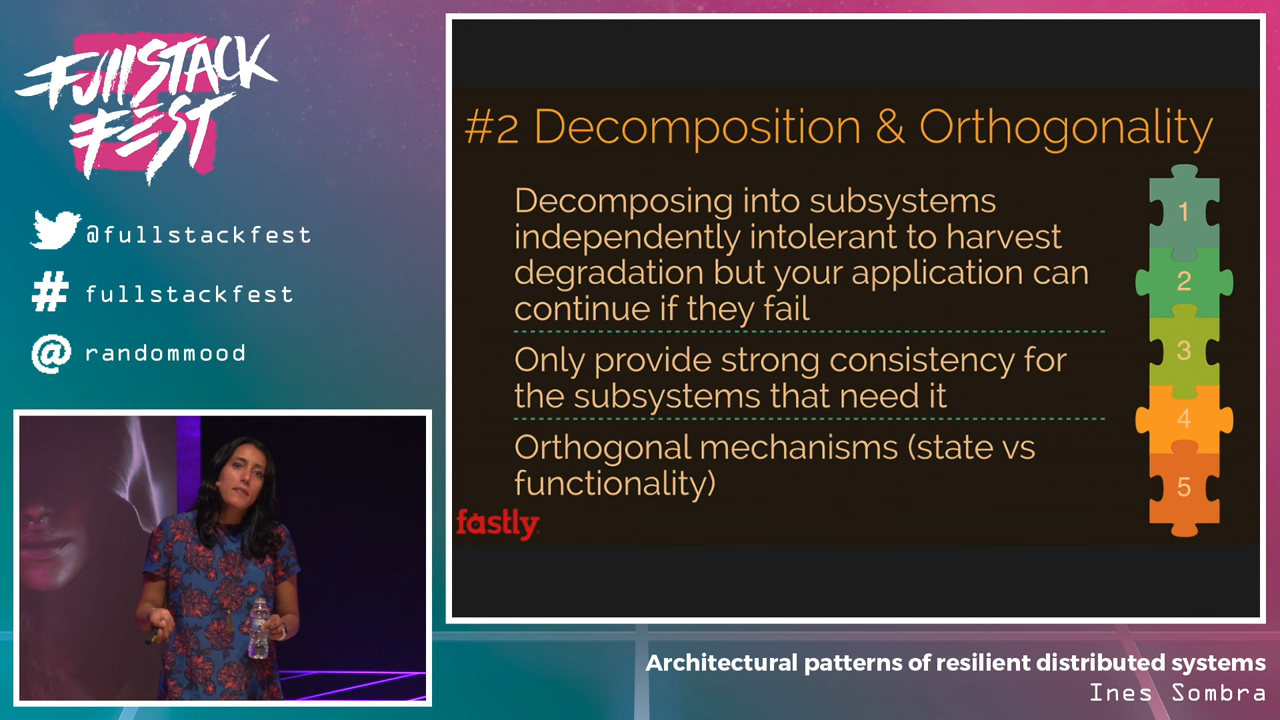 FULLSTACK
FEST
@fullstackfest
# fullstackfest
@ randommood
#2 Decomposition & Orthogonality
Decomposing into subsystems
independently intolerant to harvest
degradation but your application can
continue if they fail
Only provide strong consistency for
the subsystems that need it
Orthogonal mechanisms (state vs
functionality)
1
2
3
4
5
fastly
Architectural patterns of resilient distributed systems
Ines Sombra